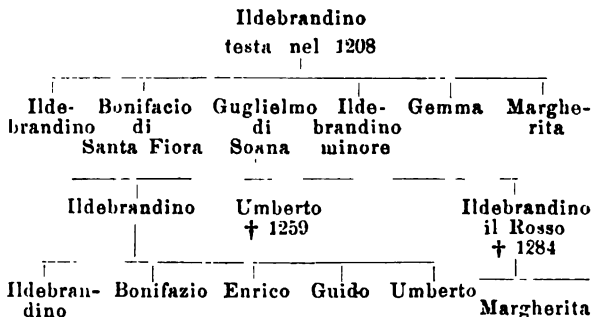 Ildebrandino
testa nel 1208
Ilde- Bonifacio Guglielmo Ilde- Gemma Marghe-
brandino di di brandino rita
Santa Fiora Soana minore
Ildebrandino Umberto Ildebrandino
† 1259 il Rosso
† 1284
Ildebran- Bonifazio Enrico Guido Umberto
dino Margherita